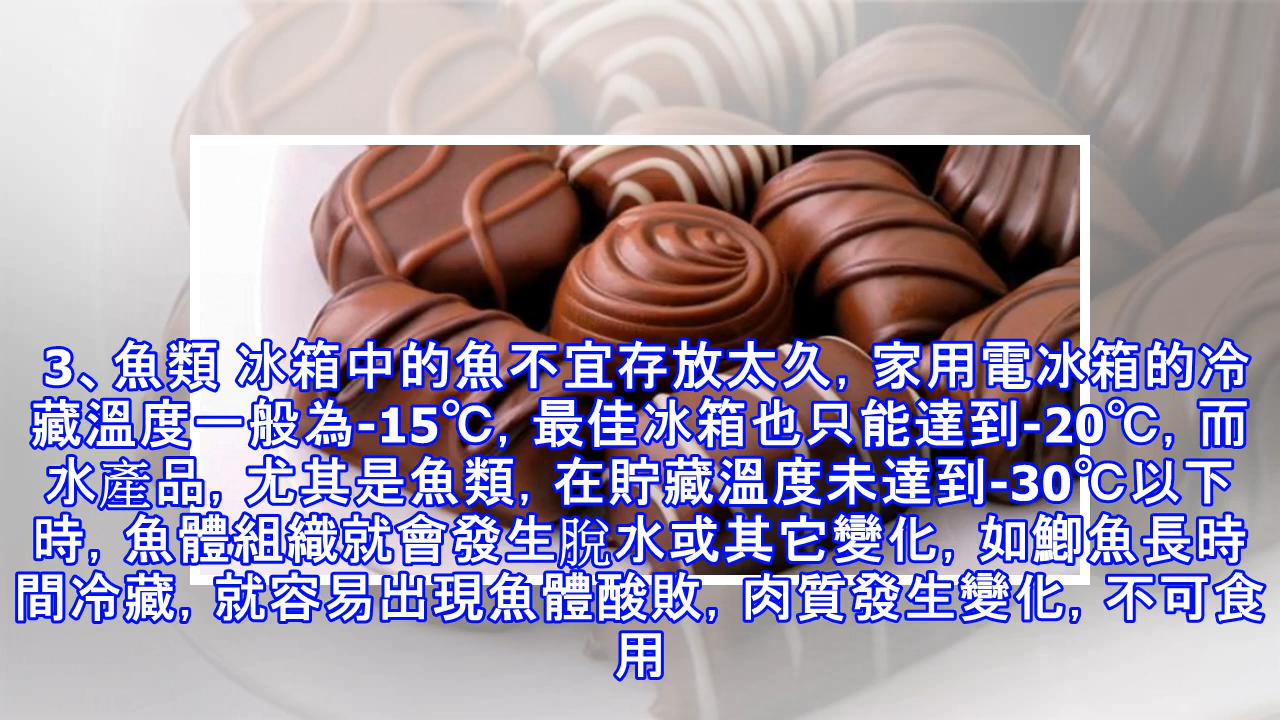 3、魚類 冰箱中的魚不宜存放太久, 家用電冰箱的冷
藏溫度一般為-15℃, 最佳冰箱也只能達到-20℃, 而
水產品, 尤其是魚類, 在貯藏溫度未達到-30℃以下
時, 魚體組織就會發生脫水或其它變化, 如鯽魚長時
間冷藏, 就容易出現魚體酸敗, 肉質發生變化, 不可食
用